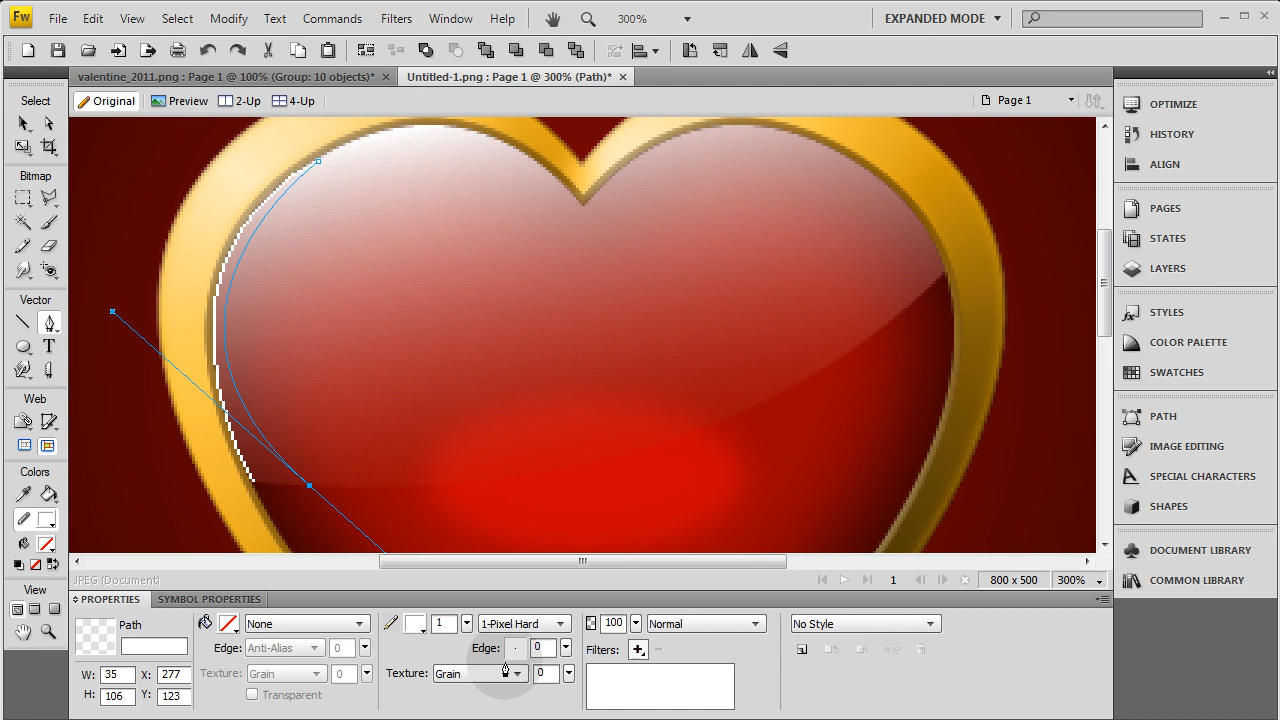 Fw File Edit View Select Modify Text Commands Filters Window Help 300% EXPANDED MODE
valentine_2011.png : Page 1 @ 100% (Group: 10 objects)* Untitled-1.png : Page 1 @ 300% (Path)*
Original Preview 2-Up 4-Up Page 1
Select
Bitmap
Vector
T
Web
Colors
View
OPTIMIZE
HISTORY
ALIGN
PAGES
STATES
LAYERS
STYLES
COLOR PALETTE
SWATCHES
PATH
IMAGE EDITING
SPECIAL CHARACTERS
SHAPES
DOCUMENT LIBRARY
COMMON LIBRARY
JPEG (Document) 1 800 x 500 300%
PROPERTIES SYMBOL PROPERTIES
Path None 1 1-Pixel Hard 100 Normal No Style
Edge: Anti-Alias 0 Edge: 0 Filters:
W: 35 X: 277 Texture: Grain 0 Texture: Grain 0
H: 106 Y: 123 Transparent